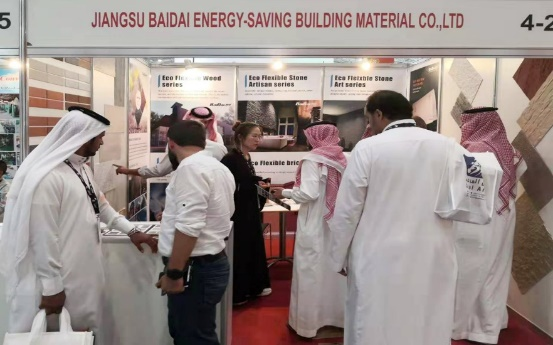 5
JIANGSU BAIDAI ENERGY-SAVING BUILDING MATERIAL CO.,LTD
4-2
Eco Flexible Wood
series
Eco Flexible Stone
Artisan series
Eco Flexible Stone
Art series
Eco Flexible bric